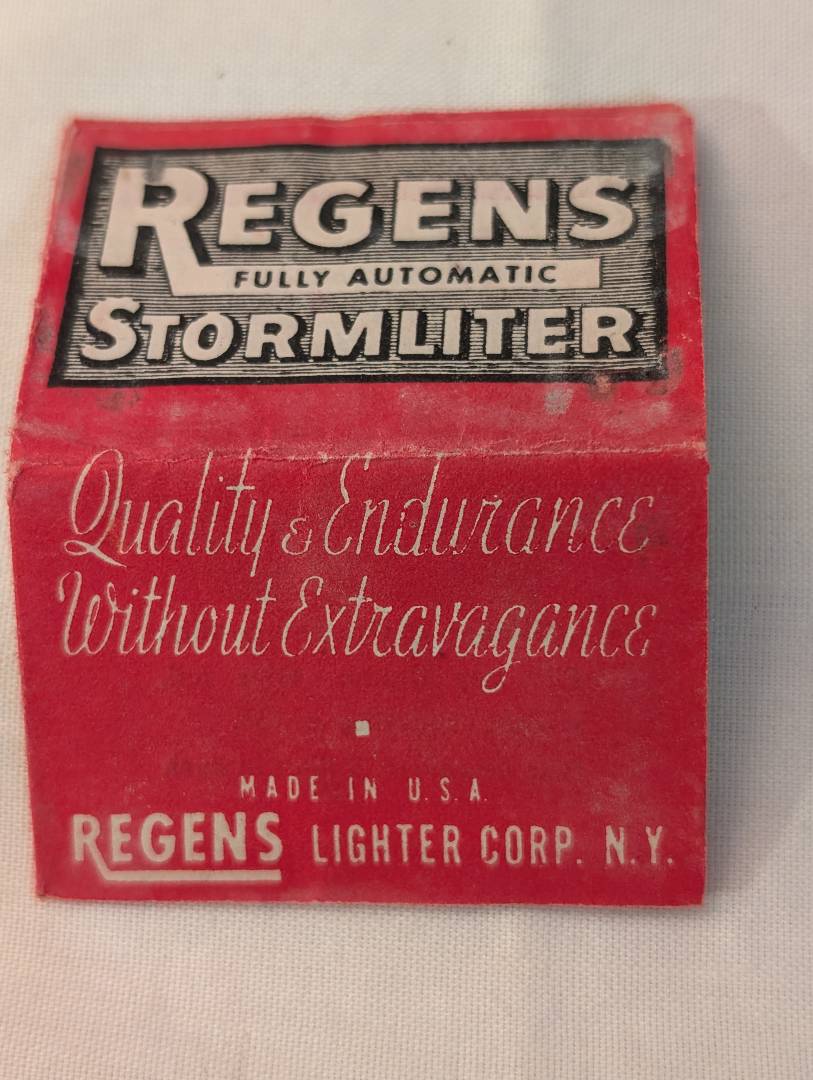 REGENS
FULLY AUTOMATIC
STORMLITER
Quality & Endurance
Without Extravagance
MADE IN U.S.A.
REGENS LIGHTER CORP. N.Y.